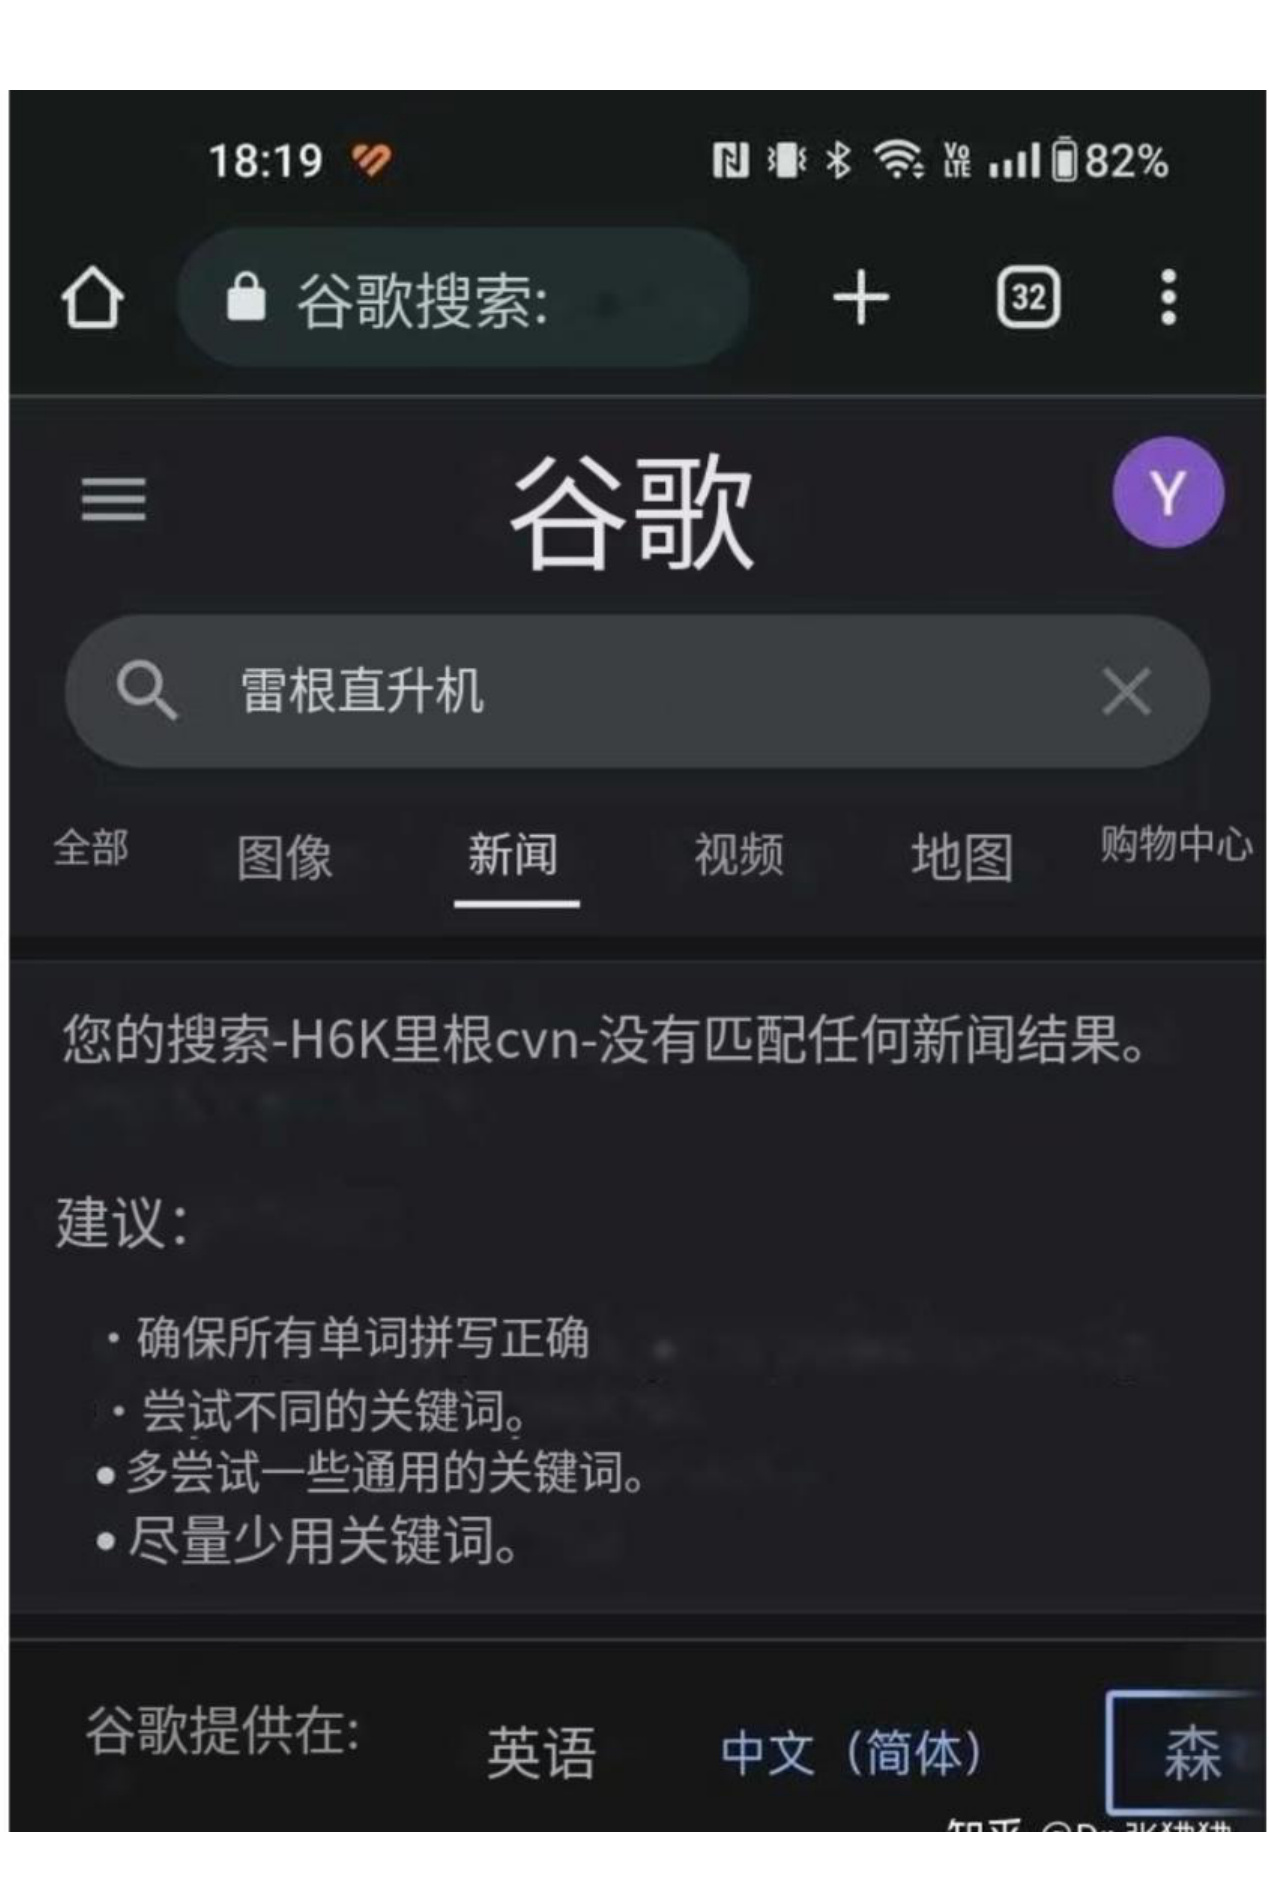 18:19
VoLTE
82%
谷歌搜索:
32
谷歌
Y
雷根直升机
全部 图像 新闻 视频 地图 购物中心
您的搜索-H6K里根cvn-没有匹配任何新闻结果。
建议：
·确保所有单词拼写正确
·尝试不同的关键词。
●多尝试一些通用的关键词。
●尽量少用关键词。
谷歌提供在: 英语 中文（简体） 森
知乎 @Dr.